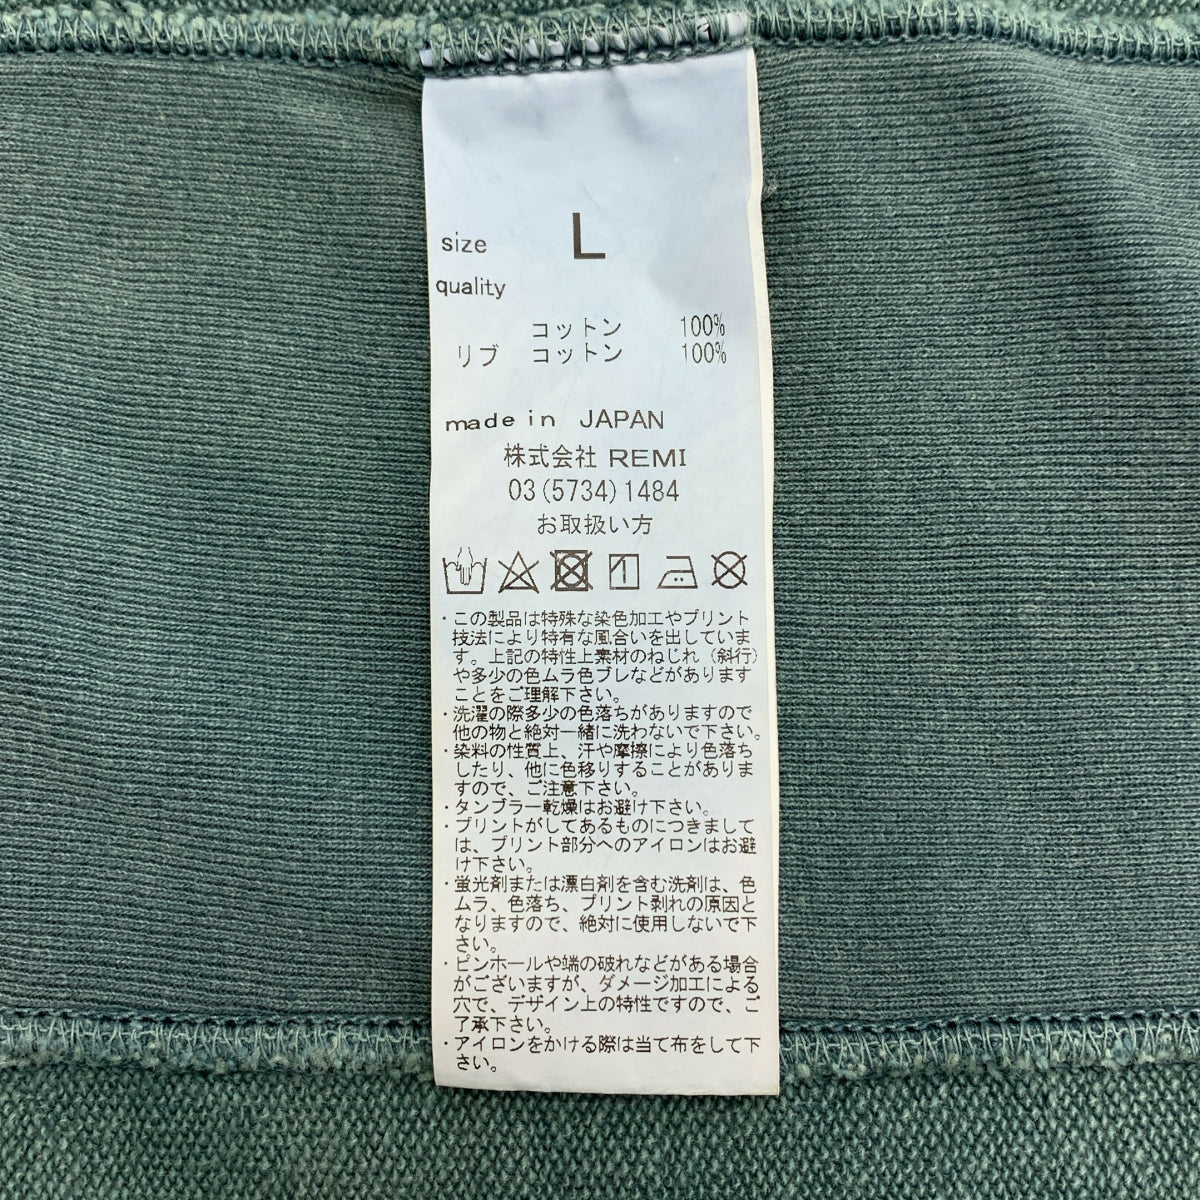 size L
quality
コットン 100%
リブ コットン 100%
made in JAPAN
株式会社 REMI
03(5734)1484
お取扱い方
・この製品は特殊な染色加工やプリント
技法により特有な風合いを出していま
す。上記の特性上素材のねじれ（斜行）
や多少の色ムラ色ブレなどがあります
ことをご理解下さい。
・洗濯の際多少の色落ちがありますので
他の物と絶対一緒に洗わないで下さい。
・染料の性質上、汗や摩擦により色落ち
したり、他に色移りすることがありま
すので、ご注意下さい。
・タンブラー乾燥はお避け下さい。
・プリントがしてあるものにつきまして
は、プリント部分へのアイロンはお避
け下さい。
・蛍光剤または漂白剤を含む洗剤は、色
ムラ、色落ち、プリント剥れの原因と
なりますので、絶対に使用しないで下
さい。
・ピンホールや端の破れなどがある場合
がございますが、ダメージ加工による
穴で、デザイン上の特性ですので、ご
了承下さい。
・アイロンをかける際は当て布をして下
さい。